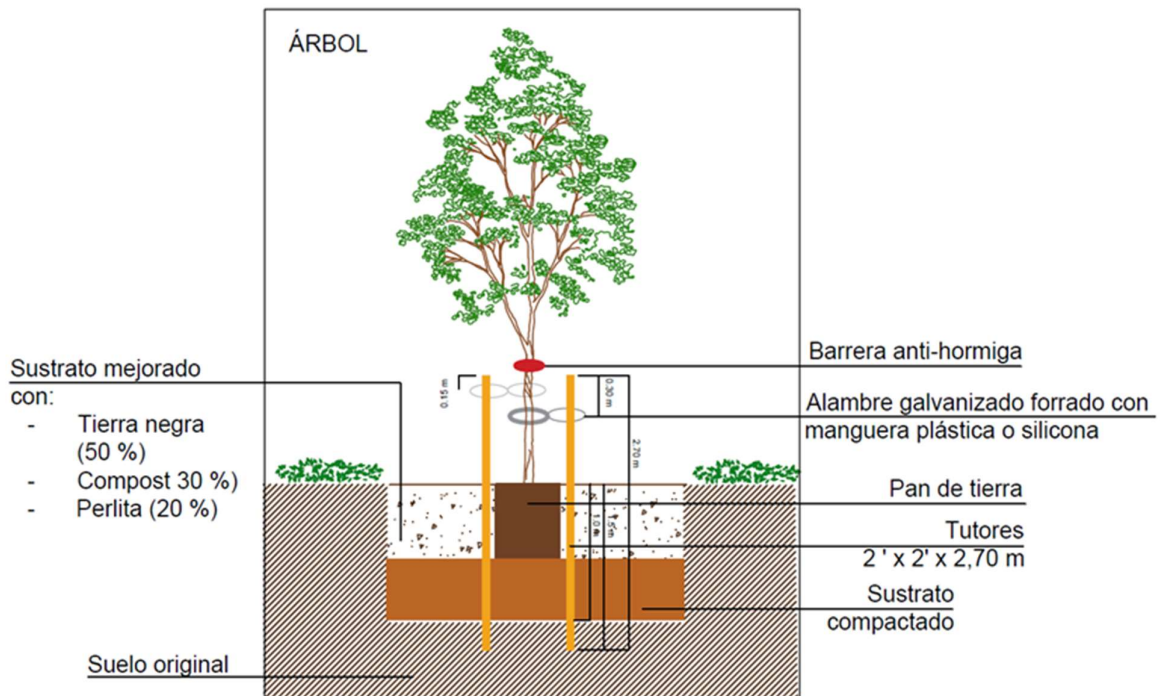 ÁRBOL
Sustrato mejorado
con:
- Tierra negra
(50 %)
- Compost 30 %)
- Perlita (20 %)
Suelo original
0.15 m
0.30 m
2.70 m
1.0 m
1.5 m
Barrera anti-hormiga
Alambre galvanizado forrado con
manguera plástica o silicona
Pan de tierra
Tutores
2 ' x 2' x 2,70 m
Sustrato
compactado